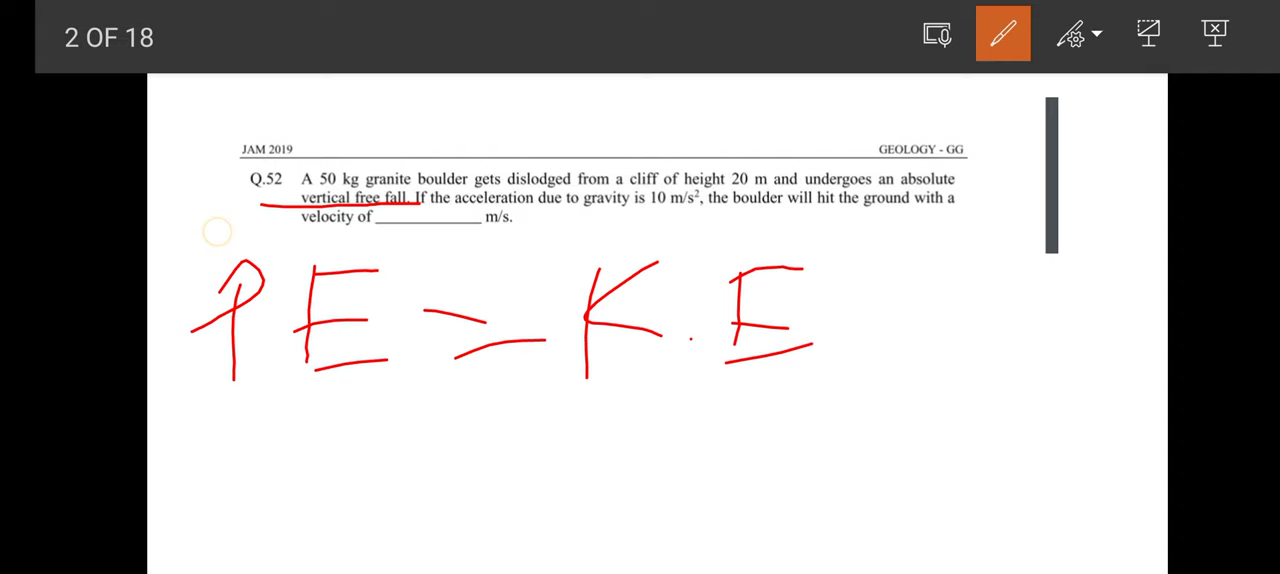 2 OF 18
JAM 2019 GEOLOGY - GG
Q.52 A 50 kg granite boulder gets dislodged from a cliff of height 20 m and undergoes an absolute
vertical free fall. If the acceleration due to gravity is 10 m/s², the boulder will hit the ground with a
velocity of ____________ m/s.
PE = K.E